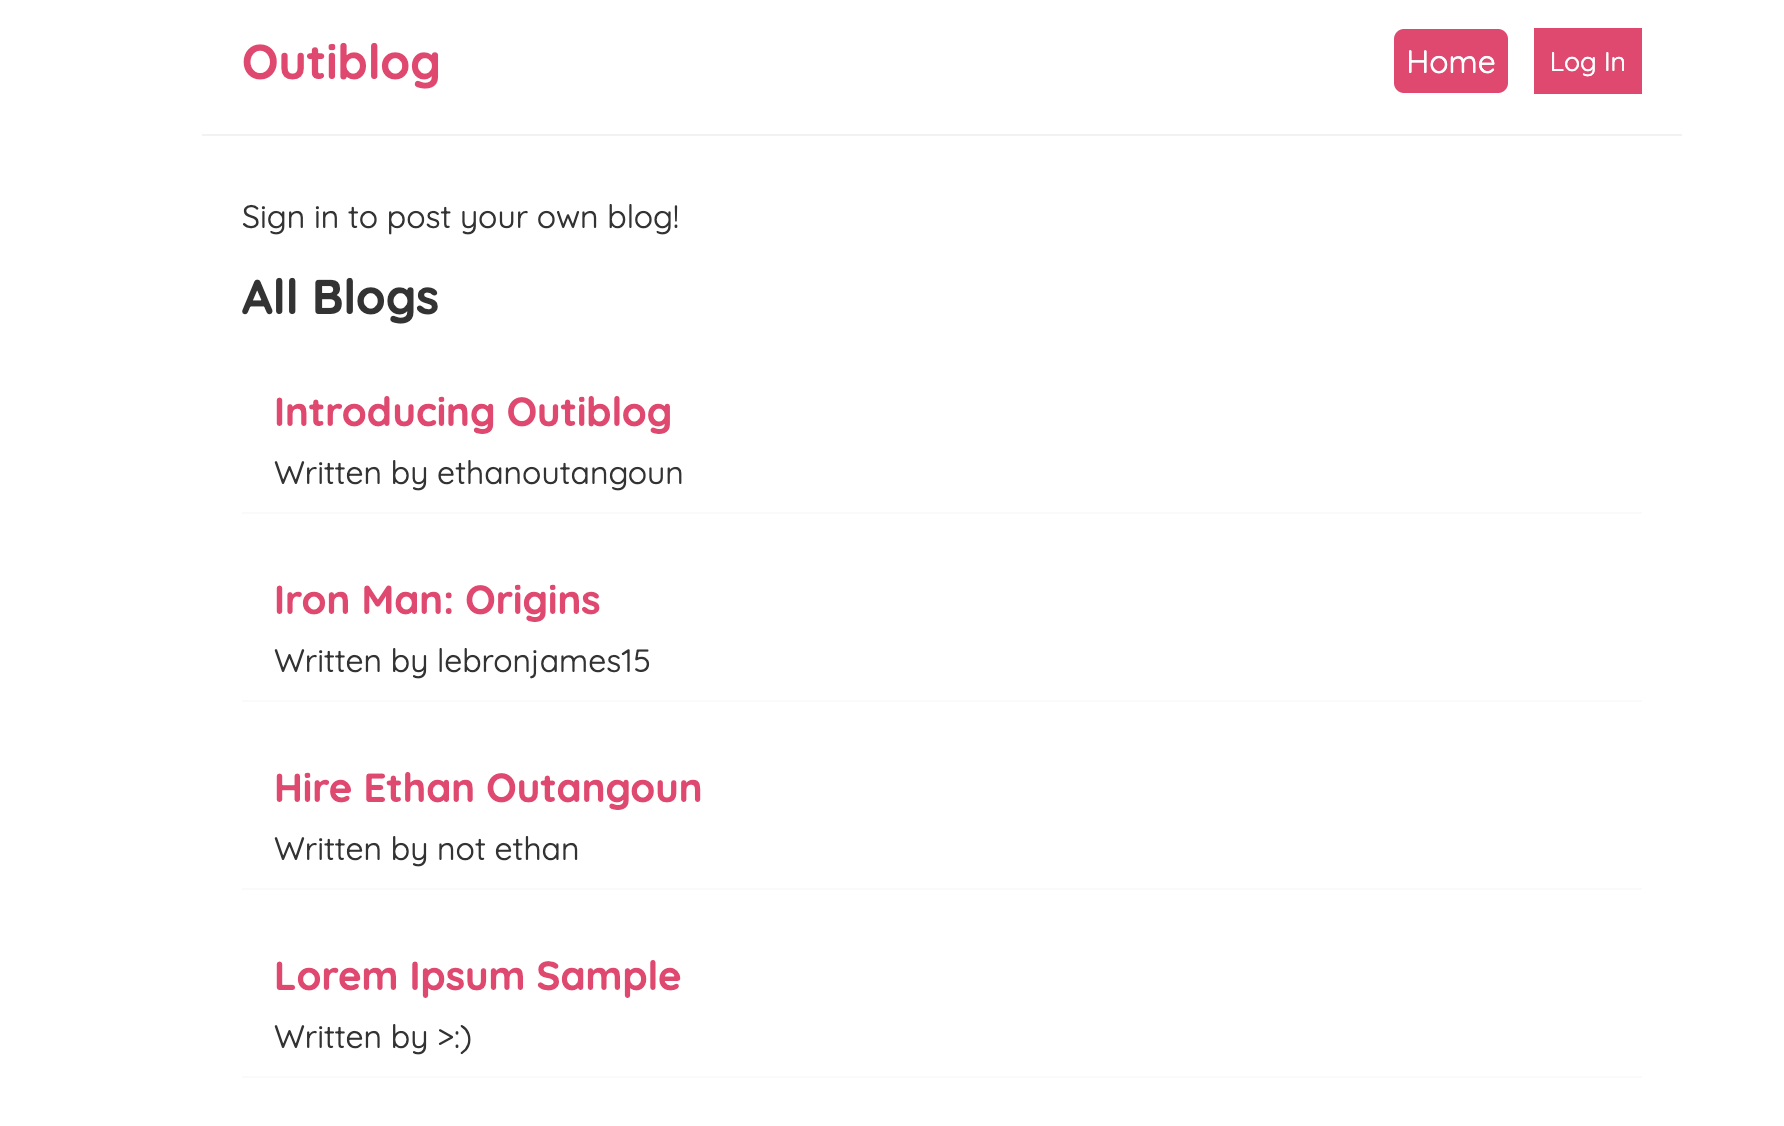 Outiblog
Home
Log In
Sign in to post your own blog!
All Blogs
Introducing Outiblog
Written by ethanoutangoun
Iron Man: Origins
Written by lebronjames15
Hire Ethan Outangoun
Written by not ethan
Lorem Ipsum Sample
Written by >:)